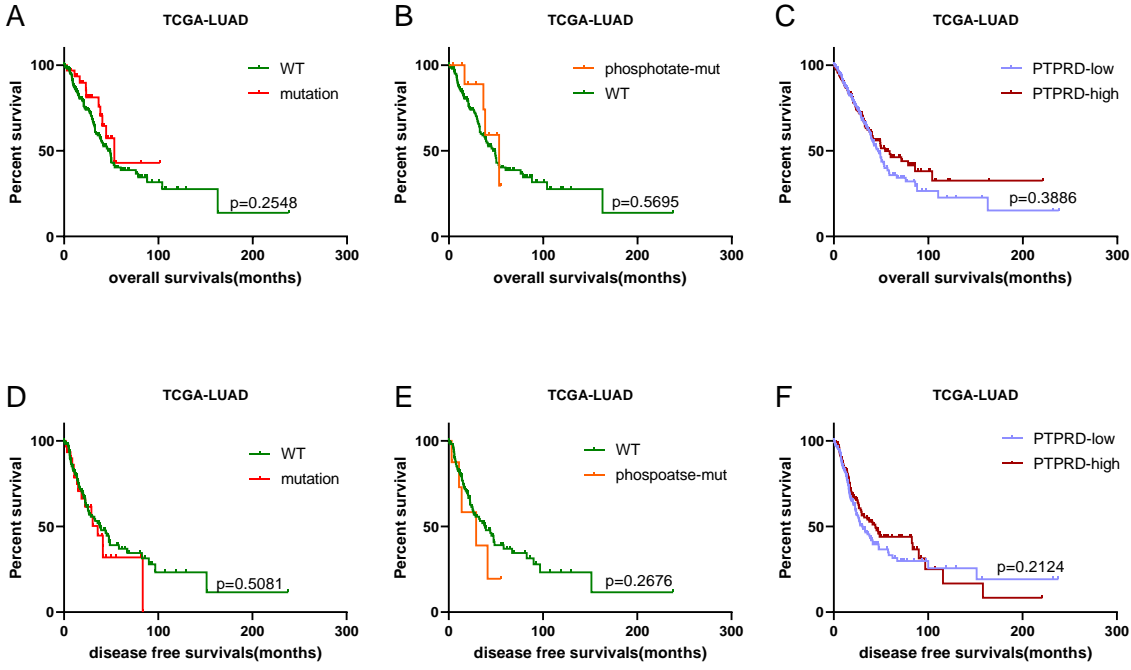 A
TCGA-LUAD
WT
mutation
Percent survival
100
50
0
p=0.2548
0
100
200
300
overall survivals(months)
B
TCGA-LUAD
phosphotate-mut
WT
Percent survival
100
50
0
p=0.5695
0
100
200
300
overall survivals(months)
C
TCGA-LUAD
PTPRD-low
PTPRD-high
Percent survival
100
50
0
p=0.3886
0
100
200
300
overall survivals(months)
D
TCGA-LUAD
WT
mutation
Percent survival
100
50
0
p=0.5081
0
100
200
300
disease free survivals(months)
E
TCGA-LUAD
WT
phospoatse-mut
Percent survival
100
50
0
p=0.2676
0
100
200
300
disease free survivals(months)
F
TCGA-LUAD
PTPRD-low
PTPRD-high
Percent survival
100
50
0
p=0.2124
0
100
200
300
disease free survivals(months)